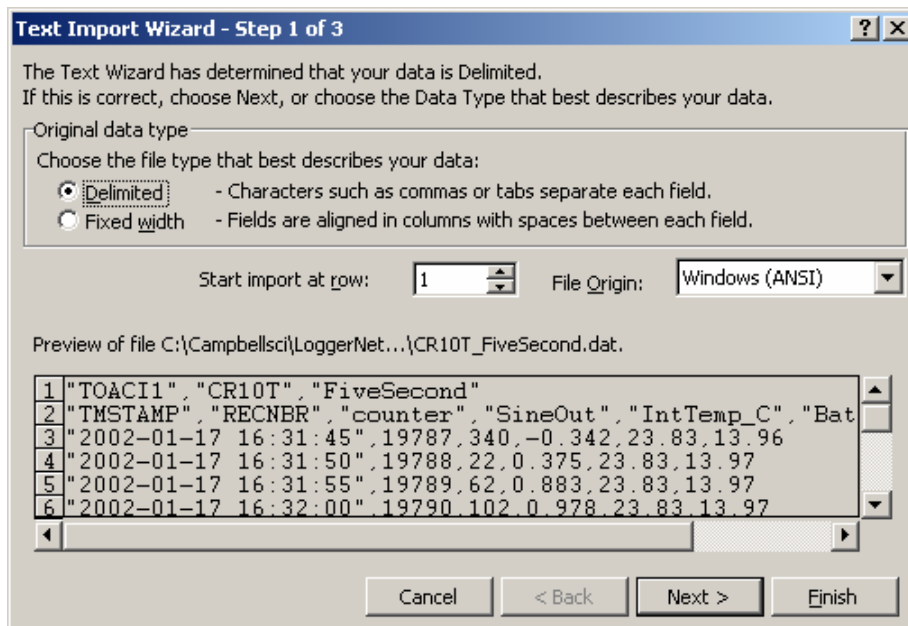 Text Import Wizard - Step 1 of 3
The Text Wizard has determined that your data is Delimited.
If this is correct, choose Next, or choose the Data Type that best describes your data.
Original data type
Choose the file type that best describes your data:
Delimited - Characters such as commas or tabs separate each field.
Fixed width - Fields are aligned in columns with spaces between each field.
Start import at row: 1 File Origin: Windows (ANSI)
Preview of file C:\Campbellsci\LoggerNet...\CR10T_FiveSecond.dat.
1 "TOACI1","CR10T","FiveSecond"
2 "TMSTAMP","RECNBR","counter","SineOut","IntTemp_C","Bat
3 "2002-01-17 16:31:45",19787,340,-0.342,23.83,13.96
4 "2002-01-17 16:31:50",19788,22,0.375,23.83,13.97
5 "2002-01-17 16:31:55",19789,62,0.883,23.83,13.97
6 "2002-01-17 16:32:00",19790,102,0.978,23.83,13.97
Cancel < Back Next > Finish